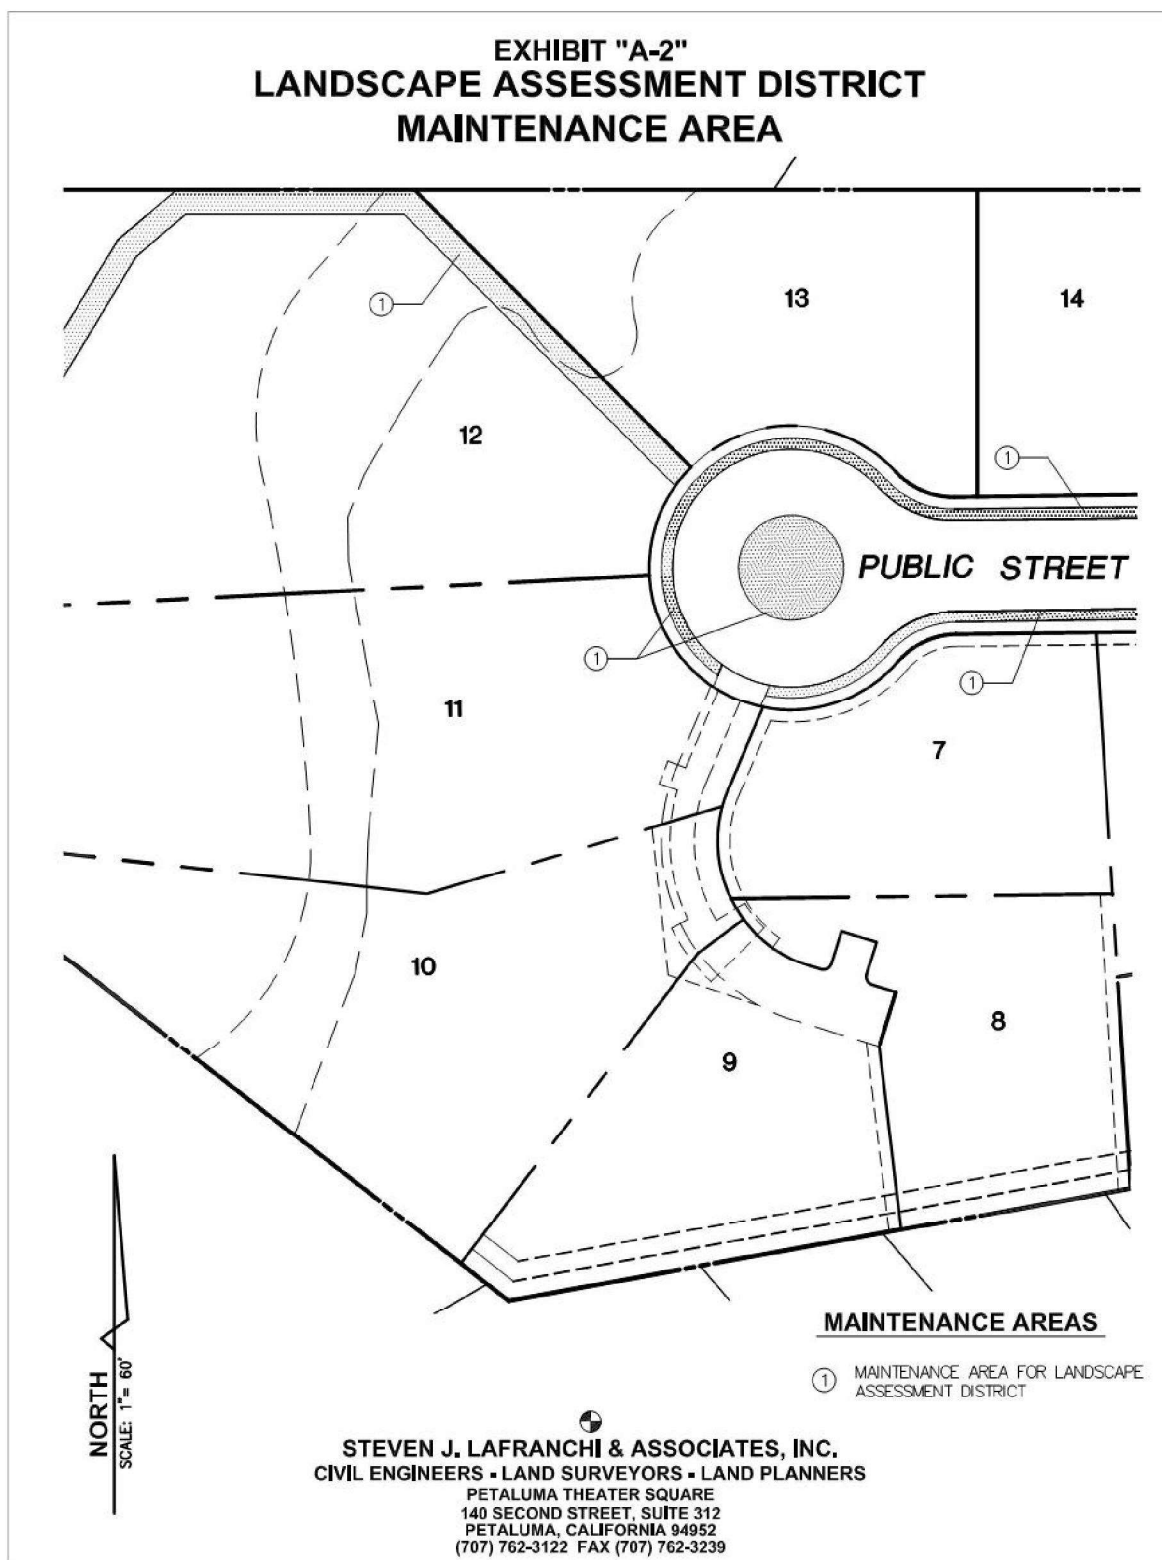 EXHIBIT "A-2"
LANDSCAPE ASSESSMENT DISTRICT
MAINTENANCE AREA
13
14
1
12
1
PUBLIC STREET
1
1
11
7
10
8
9
MAINTENANCE AREAS
1 MAINTENANCE AREA FOR LANDSCAPE
ASSESSMENT DISTRICT
NORTH
SCALE: 1"= 60'
STEVEN J. LAFRANCHI & ASSOCIATES, INC.
CIVIL ENGINEERS - LAND SURVEYORS - LAND PLANNERS
PETALUMA THEATER SQUARE
140 SECOND STREET, SUITE 312
PETALUMA, CALIFORNIA 94952
(707) 762-3122 FAX (707) 762-3239